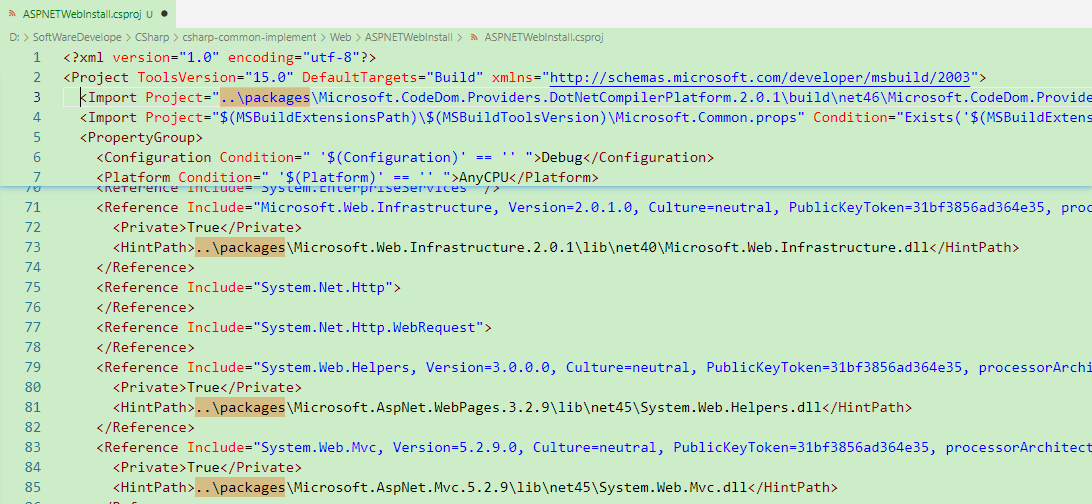 ASPNETWebInstall.csproj U ●
D: > SoftWareDevelope > CSharp > csharp-common-implement > Web > ASPNETWebInstall > ASPNETWebInstall.csproj
1 <?xml version="1.0" encoding="utf-8"?>
2 <Project ToolsVersion="15.0" DefaultTargets="Build" xmlns="http://schemas.microsoft.com/developer/msbuild/2003">
3 <Import Project="..\packages\Microsoft.CodeDom.Providers.DotNetCompilerPlatform.2.0.1\build\net46\Microsoft.CodeDom.Provide
4 <Import Project="$(MSBuildExtensionsPath)\$(MSBuildToolsVersion)\Microsoft.Common.props" Condition="Exists('$(MSBuildExtens
5 <PropertyGroup>
6 <Configuration Condition=" '$(Configuration)' == '' ">Debug</Configuration>
7 <Platform Condition=" '$(Platform)' == '' ">AnyCPU</Platform>
70 <Reference Include="System.EnterpriseServices" />
71 <Reference Include="Microsoft.Web.Infrastructure, Version=2.0.1.0, Culture=neutral, PublicKeyToken=31bf3856ad364e35, proc
72 <Private>True</Private>
73 <HintPath>..\packages\Microsoft.Web.Infrastructure.2.0.1\lib\net40\Microsoft.Web.Infrastructure.dll</HintPath>
74 </Reference>
75 <Reference Include="System.Net.Http">
76 </Reference>
77 <Reference Include="System.Net.Http.WebRequest">
78 </Reference>
79 <Reference Include="System.Web.Helpers, Version=3.0.0.0, Culture=neutral, PublicKeyToken=31bf3856ad364e35, processorArchi
80 <Private>True</Private>
81 <HintPath>..\packages\Microsoft.AspNet.WebPages.3.2.9\lib\net45\System.Web.Helpers.dll</HintPath>
82 </Reference>
83 <Reference Include="System.Web.Mvc, Version=5.2.9.0, Culture=neutral, PublicKeyToken=31bf3856ad364e35, processorArchitect
84 <Private>True</Private>
85 <HintPath>..\packages\Microsoft.AspNet.Mvc.5.2.9\lib\net45\System.Web.Mvc.dll</HintPath>